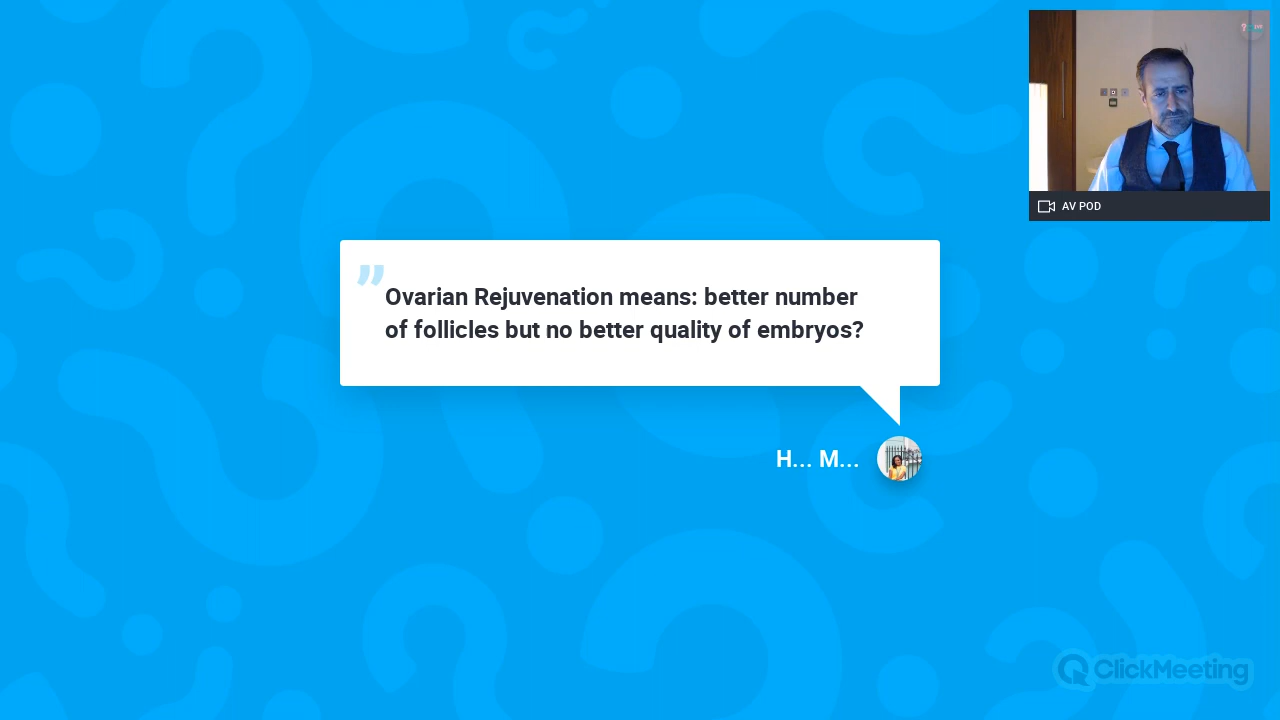 AV POD
Ovarian Rejuvenation means: better number
of follicles but no better quality of embryos?
H... M...
ClickMeeting